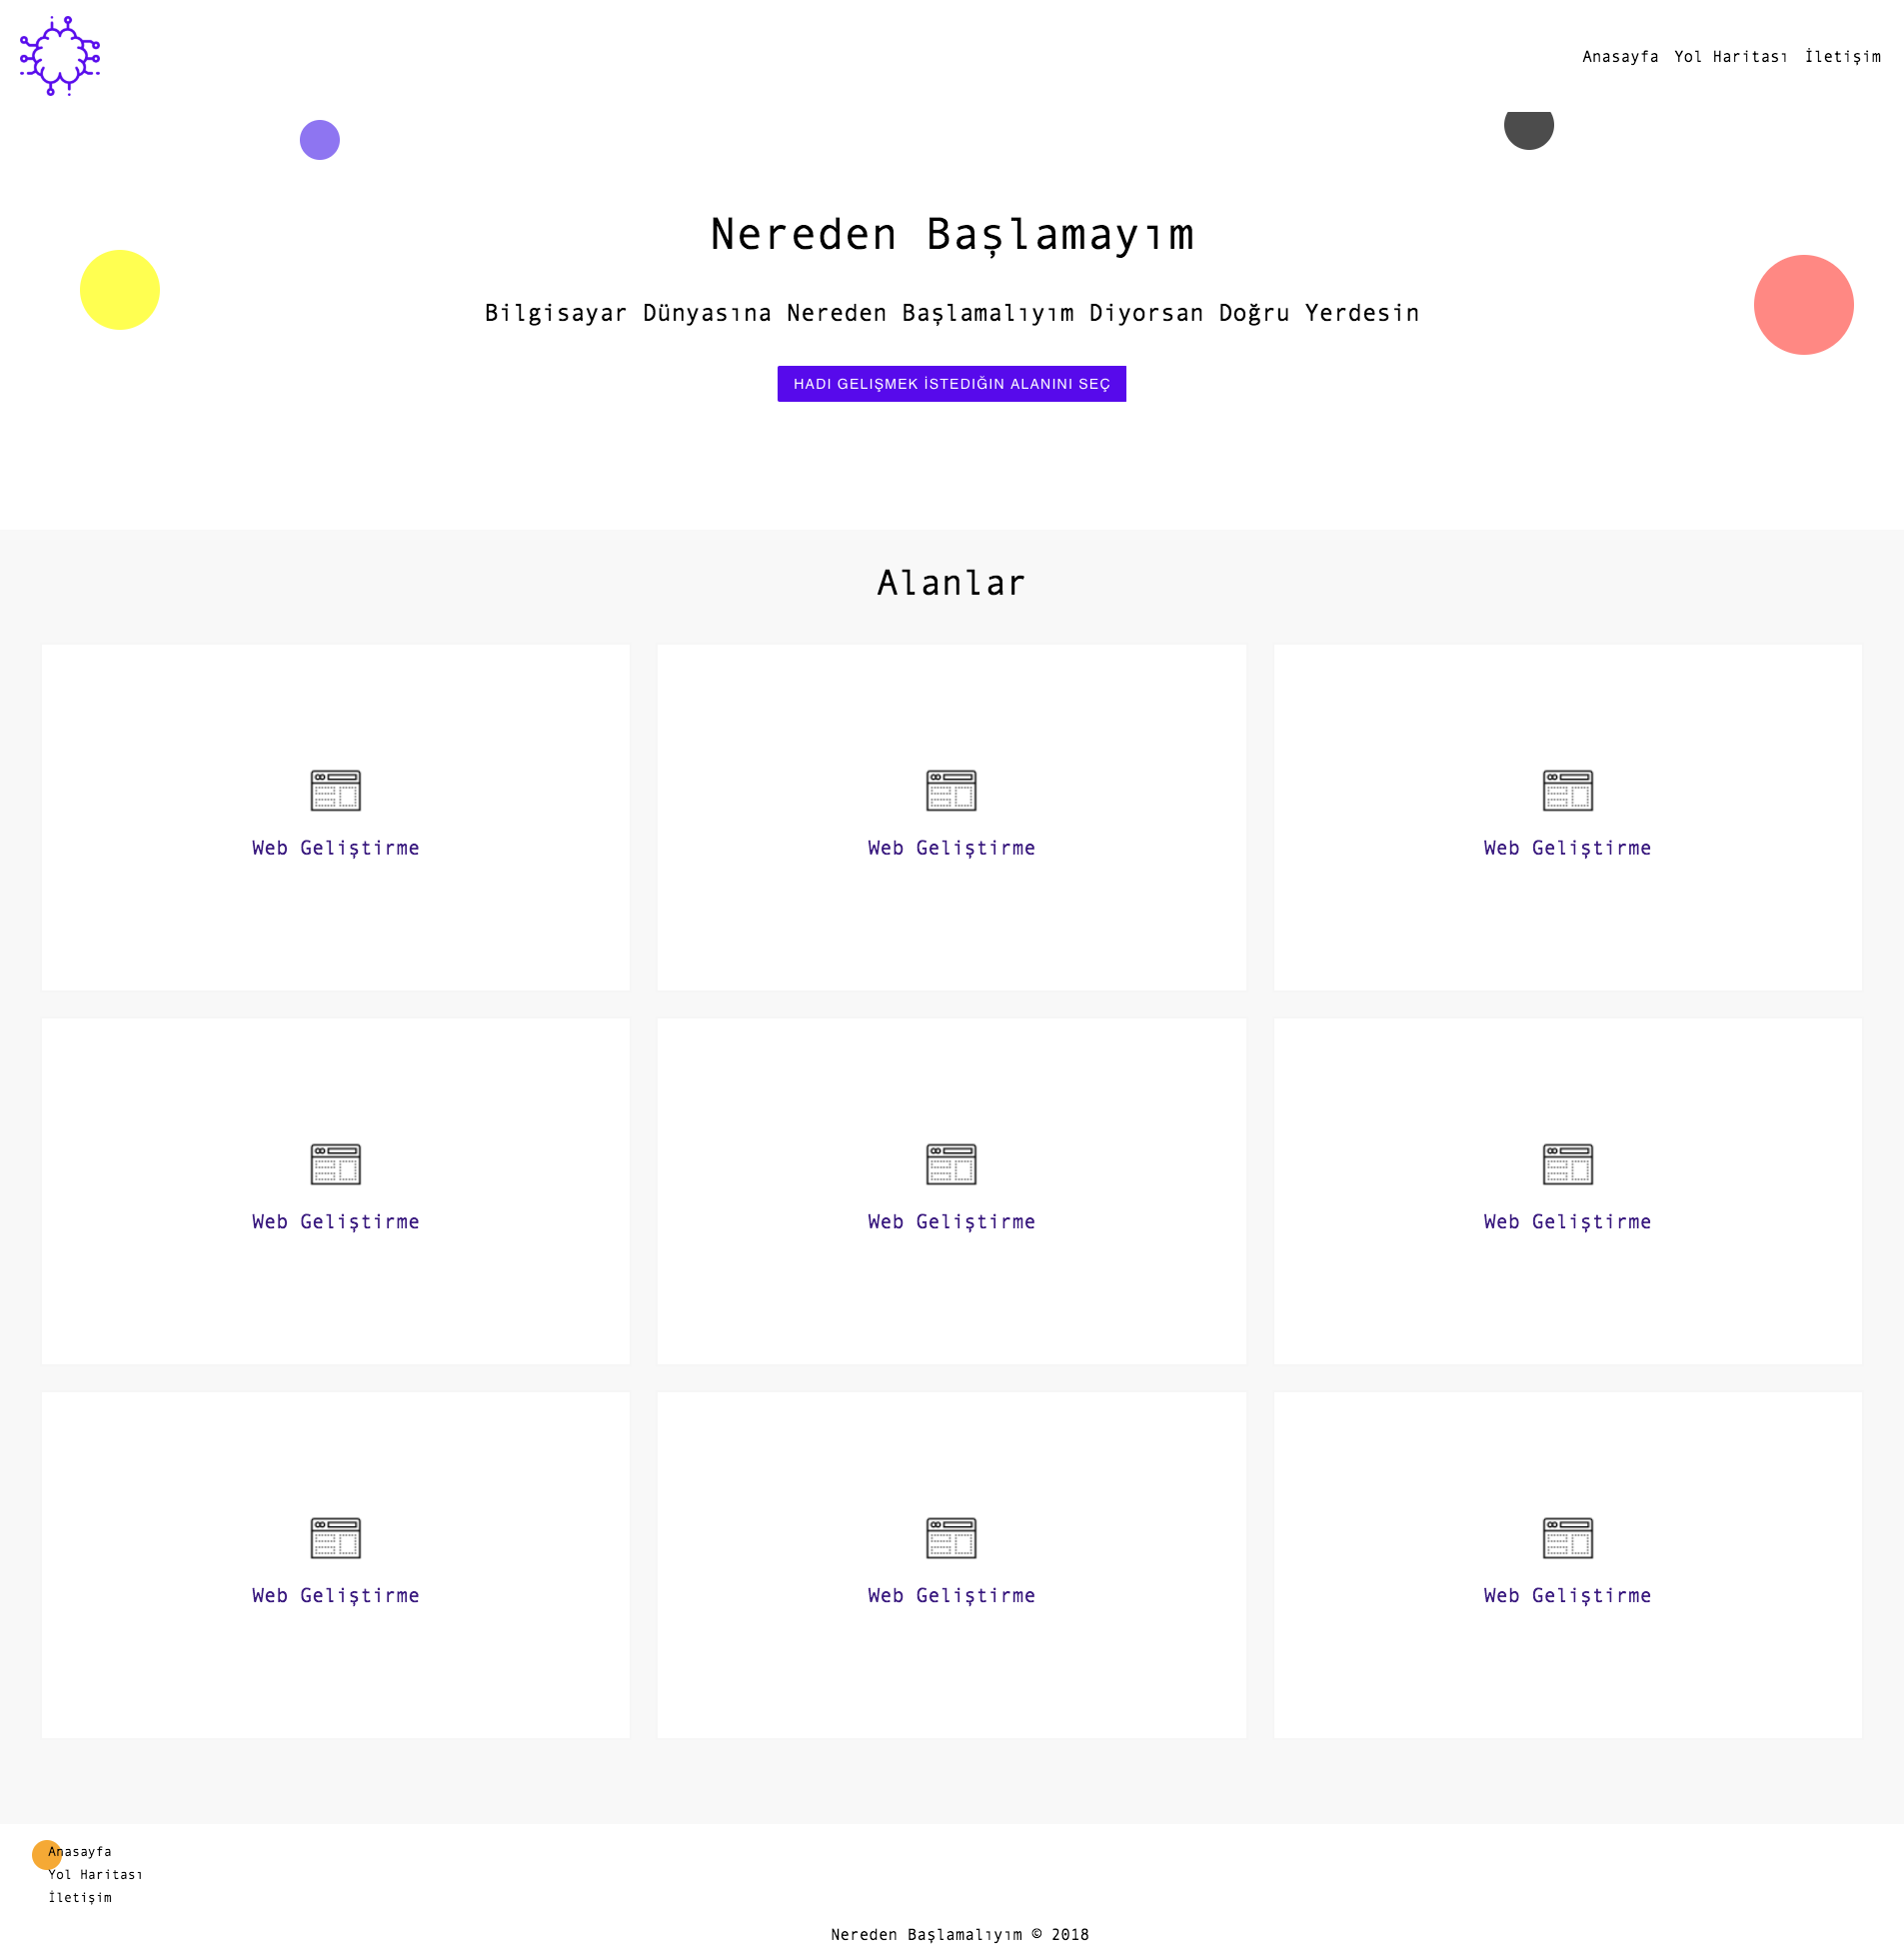 Anasayfa Yol Haritası İletişim
Nereden Başlamayım
Bilgisayar Dünyasına Nereden Başlamalıyım Diyorsan Doğru Yerdesin
HADI GELIŞMEK İSTEDIĞIN ALANINI SEÇ
Alanlar
Web Geliştirme
Web Geliştirme
Web Geliştirme
Web Geliştirme
Web Geliştirme
Web Geliştirme
Web Geliştirme
Web Geliştirme
Web Geliştirme
Anasayfa
Yol Haritası
İletişim
Nereden Başlamalıyım © 2018